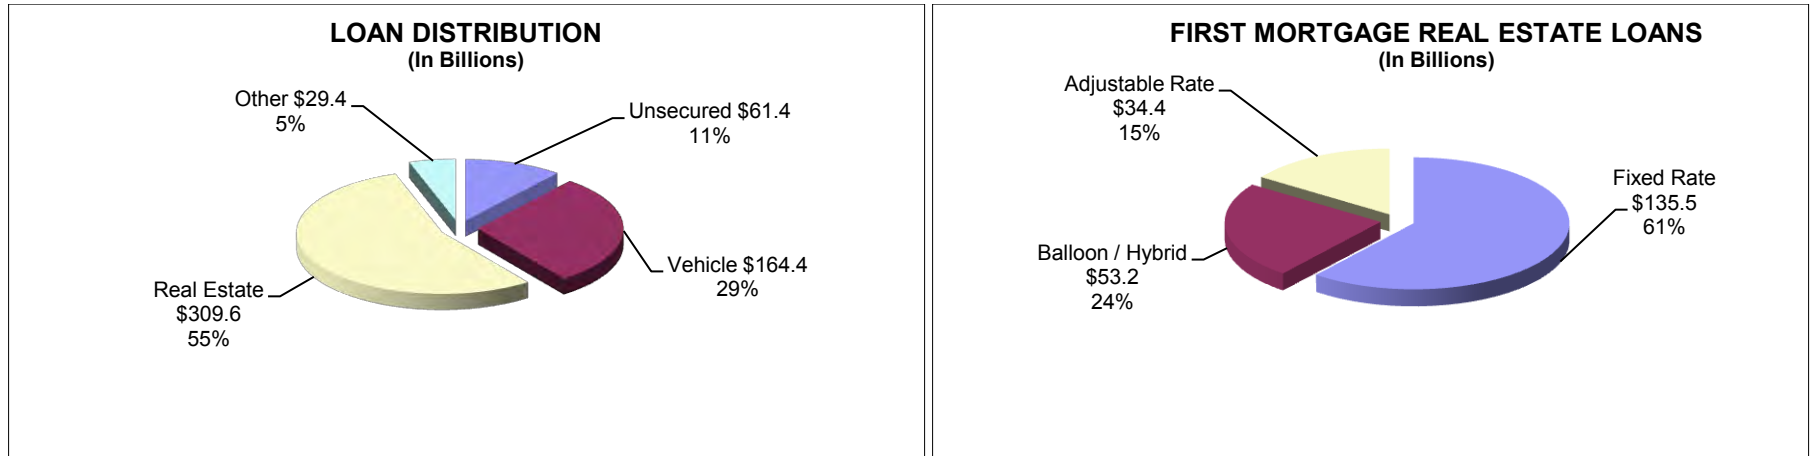 LOAN DISTRIBUTION
(In Billions)
Other $29.4
5%
Unsecured $61.4
11%
Vehicle $164.4
29%
Real Estate
$309.6
55%
FIRST MORTGAGE REAL ESTATE LOANS
(In Billions)
Adjustable Rate
$34.4
15%
Fixed Rate
$135.5
61%
Balloon / Hybrid
$53.2
24%